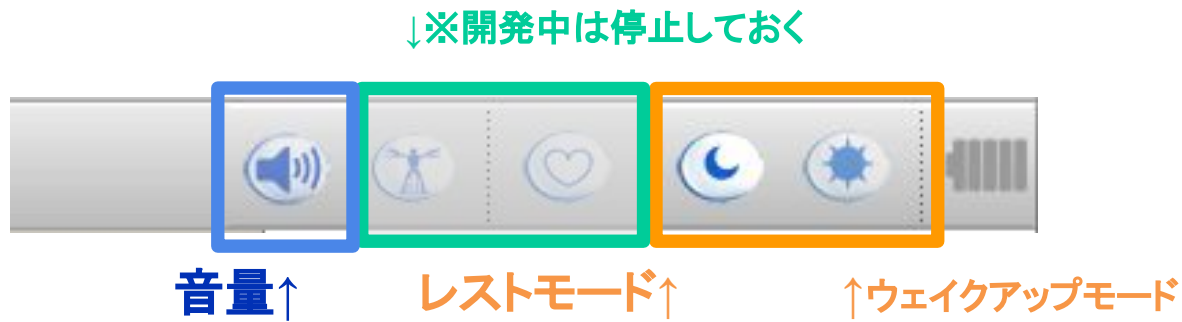 ↓※開発中は停止しておく
音量↑
レストモード↑
↑ウェイクアップモード